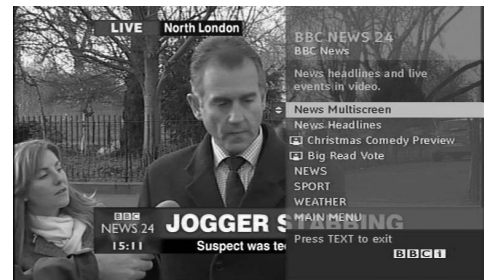 LIVE North London
BBC NEWS 24
BBC News
News headlines and live
events in video.
News Multiscreen
News Headlines
Christmas Comedy Preview
Big Read Vote
NEWS
SPORT
WEATHER
MAIN MENU
Press TEXT to exit
BBC 1
BBC
NEWS 24
15:11
JOGGER STABBING
Suspect was